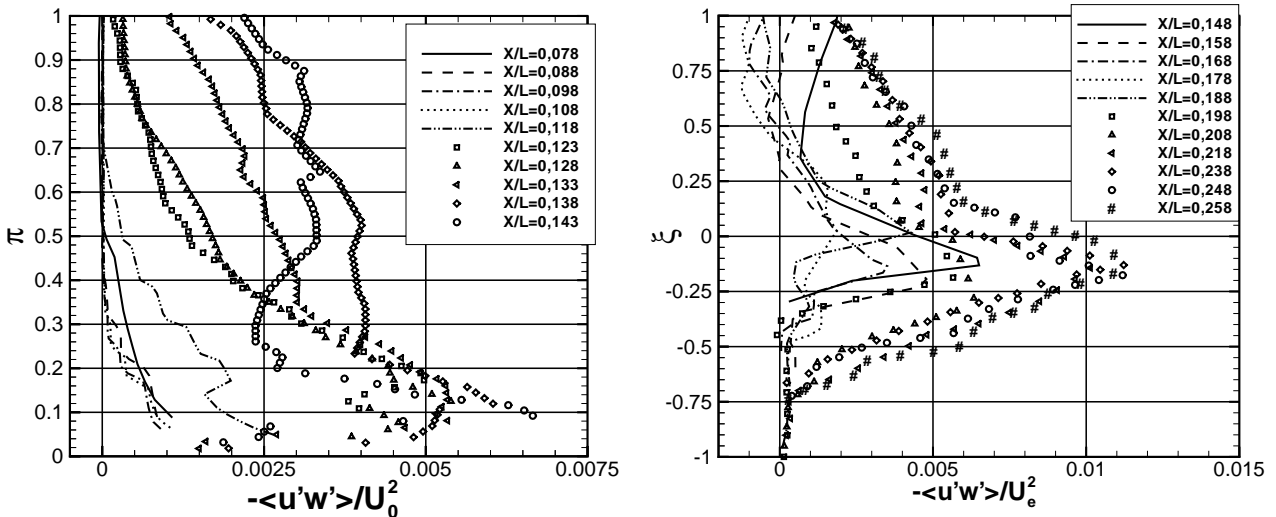 1
0.9
0.8
0.7
0.6
0.5
0.4
0.3
0.2
0.1
0
π
0
0.0025
0.005
0.0075
-<u'w'>/U₀²
X/L=0,078
X/L=0,088
X/L=0,098
X/L=0,108
X/L=0,118
X/L=0,123
X/L=0,128
X/L=0,133
X/L=0,138
X/L=0,143
1
0.75
0.5
0.25
0
-0.25
-0.5
-0.75
-1
ξ
0
0.005
0.01
0.015
-<u'w'>/Uₑ²
X/L=0,148
X/L=0,158
X/L=0,168
X/L=0,178
X/L=0,188
X/L=0,198
X/L=0,208
X/L=0,218
X/L=0,238
X/L=0,248
# X/L=0,258